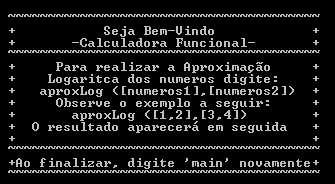 ~~~~~~~~~~~~~~~~~~~~~~~~~~~~~~~~~~~~~~~
+ Seja Bem-Vindo +
+ -Calculadora Funcional- +
~~~~~~~~~~~~~~~~~~~~~~~~~~~~~~~~~~~~~~~
+ Para realizar a Aproximação +
+ Logaritca dos numeros digite: +
+ aproxLog ([numeros1],[numeros2]) +
+ Observe o exemplo a seguir: +
+ aproxLog ([1,2],[3,4]) +
+ O resultado aparecerá em seguida +
~~~~~~~~~~~~~~~~~~~~~~~~~~~~~~~~~~~~~~~
+Ao finalizar, digite 'main' novamente+
~~~~~~~~~~~~~~~~~~~~~~~~~~~~~~~~~~~~~~~